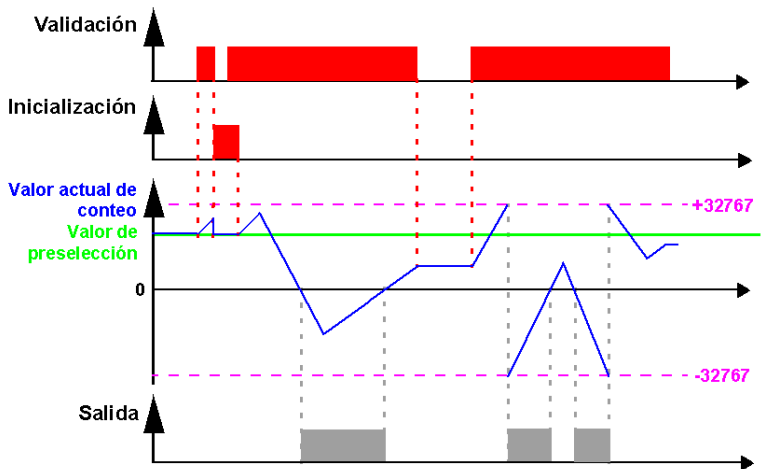 Validación
Inicialización
Valor actual de
conteo
+32767
Valor de
preselección
0
-32767
Salida